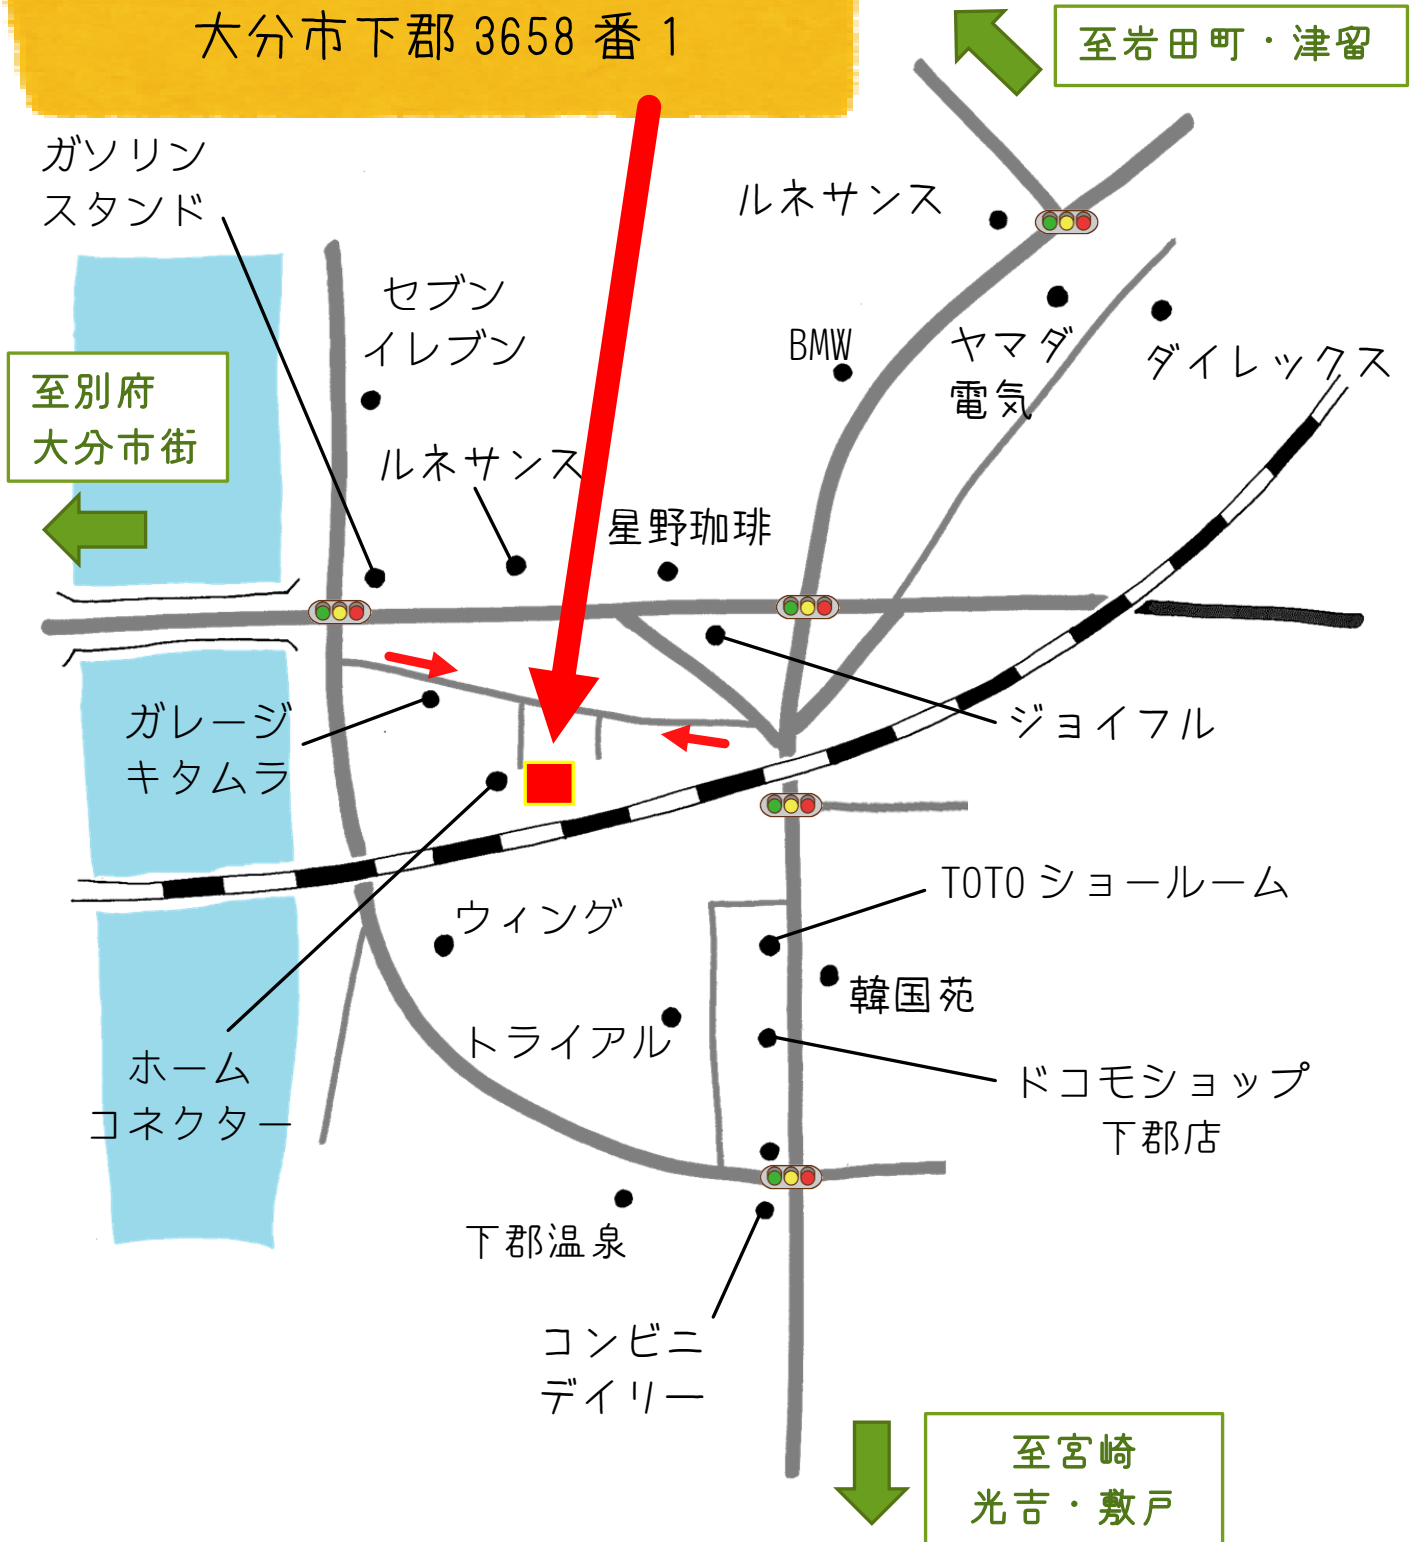 大分市下郡 3658 番 1
至岩田町・津留
ガソリン
スタンド
ルネサンス
セブン
イレブン
BMW
ヤマダ
電気
ダイレックス
至別府
大分市街
ルネサンス
星野珈琲
ガレージ
キタムラ
ジョイフル
TOTO ショールーム
ウィング
韓国苑
トライアル
ホーム
コネクター
ドコモショップ
下郡店
下郡温泉
コンビニ
デイリー
至宮崎
光吉・敷戸